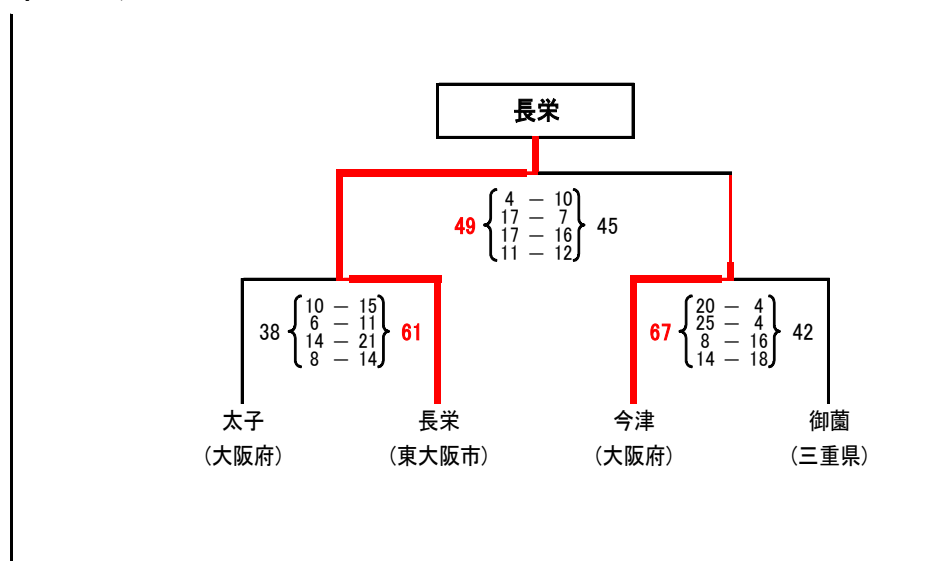 長栄
49 { 4 － 10 } 45
17 － 7
17 － 16
11 － 12
38 { 10 － 15 } 61
6 － 11
14 － 21
8 － 14
67 { 20 － 4 } 42
25 － 4
8 － 16
14 － 18
太子 長栄 今津 御薗
(大阪府) (東大阪市) (大阪府) (三重県)